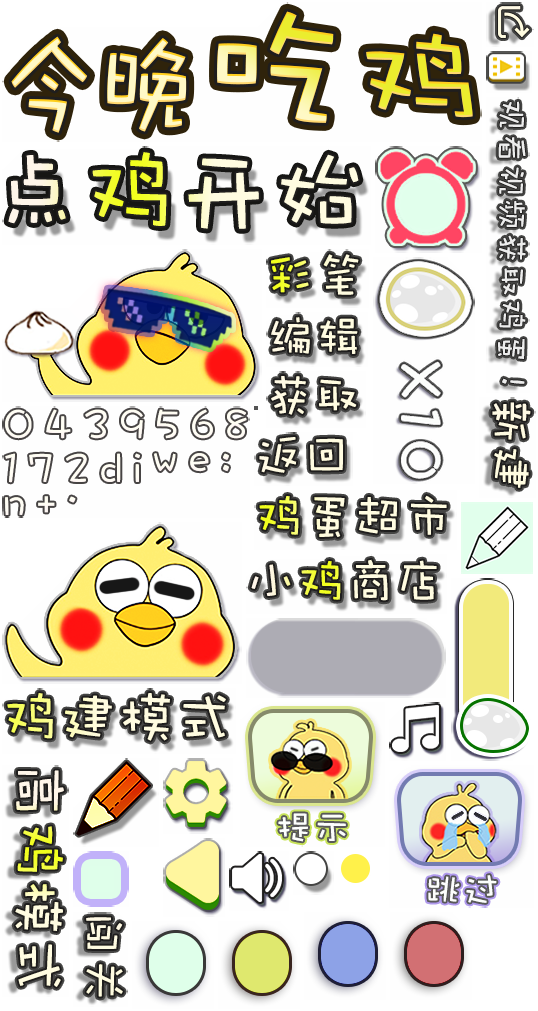 今晚吃鸡
点鸡开始
观看视频获取鸡蛋！
彩笔
编辑
获取
返回
X10
新建
0439568
172diwe:
n+·
鸡蛋超市
小鸡商店
鸡建模式
提示
跳过
高鸡模式
闯关